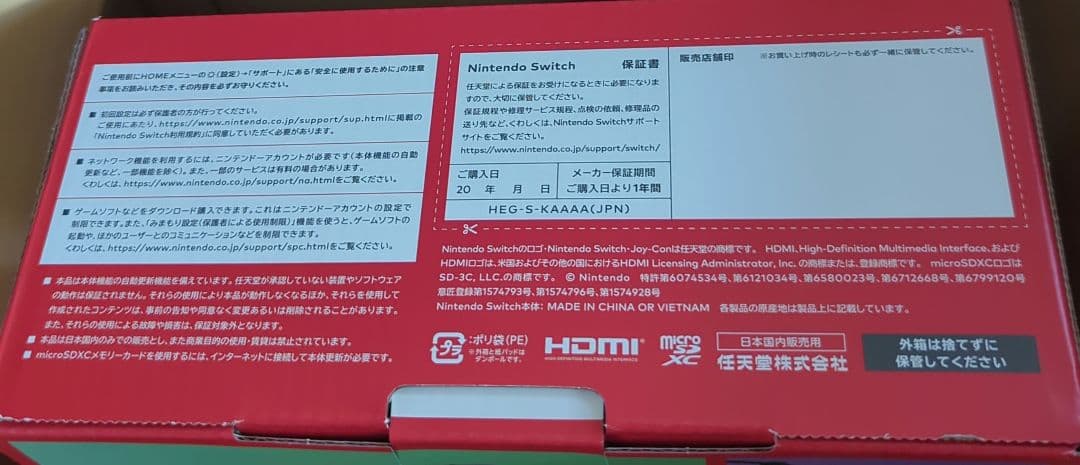 ご使用前にHOMEメニューの (設定)→「サポート」にある「安全に使用するために」の注意
事項をお読みいただき、その内容を必ずお守りください。
■ 初回設定は必ず保護者の方が行ってください。
ご使用にあたり、https://www.nintendo.co.jp/support/sup.htmlに掲載の
「Nintendo Switch利用規約」に同意していただく必要があります。
■ ネットワーク機能を利用するには、ニンテンドーアカウントが必要です(本体機能の自動
更新など、一部機能を除く)。また、一部のサービスは有料の場合があります。
くわしくは、https://www.nintendo.co.jp/support/na.htmlをご覧ください。
■ ゲームソフトなどをダウンロード購入できます。これはニンテンドーアカウントの設定で
制限できます。また、「みまもり設定(保護者による使用制限)」機能を使うと、ゲームソフトの
起動や、ほかのユーザーとのコミュニケーションなどを制限できます。
くわしくは、https://www.nintendo.co.jp/support/spc.htmlをご覧ください。
■ 本品は本体機能の自動更新機能を備えています。任天堂が承認していない装置やソフトウェア
の動作は保証されません。それらの使用により本品が動作しなくなるほか、それらを使用して
作成されたコンテンツは、事前の告知や同意なく変更あるいは削除されることがあります。
また、それらの使用による故障や損害は、保証対象外となります。
■ 本品は日本国内のみでの販売とし、また商業目的の使用・賃貸は禁止されています。
■ microSDXCメモリーカードを使用するには、インターネットに接続して本体更新が必要です。
Nintendo Switch 保証書
任天堂による保証をお受けになるときに必要になり
ますので、大切に保管してください。
保証規程や修理サービス規程、点検の依頼、修理品の
送り先など、くわしくは、Nintendo Switchサポート
サイトをご覧ください。
https://www.nintendo.co.jp/support/switch/
ご購入日
20 年 月 日
メーカー保証期間
ご購入日より1年間
HEG-S-KAAAA(JPN)
販売店舗印 ※お買い上げ時のレシートも必ず一緒に保管してください。
Nintendo Switchのロゴ・Nintendo Switch・Joy-Conは任天堂の商標です。 HDMI、High-Definition Multimedia Interface、および
HDMIロゴは、米国およびその他の国におけるHDMI Licensing Administrator, Inc. の商標または、登録商標です。 microSDXCロゴは
SD-3C, LLC.の商標です。 © Nintendo 特許第6074534号、第6121034号、第6580023号、第6712668号、第6799120号
意匠登録第1574793号、第1574796号、第1574928号
Nintendo Switch本体: MADE IN CHINA OR VIETNAM 各製品の原産地は製品上に記載しています。
プラ
:ポリ袋(PE)
※外箱と紙パッドは
ダンボールです。
HDMI
HIGH-DEFINITION MULTIMEDIA INTERFACE
micro
SD
XC
日本国内販売用
任天堂株式会社
外箱は捨てずに
保管してください